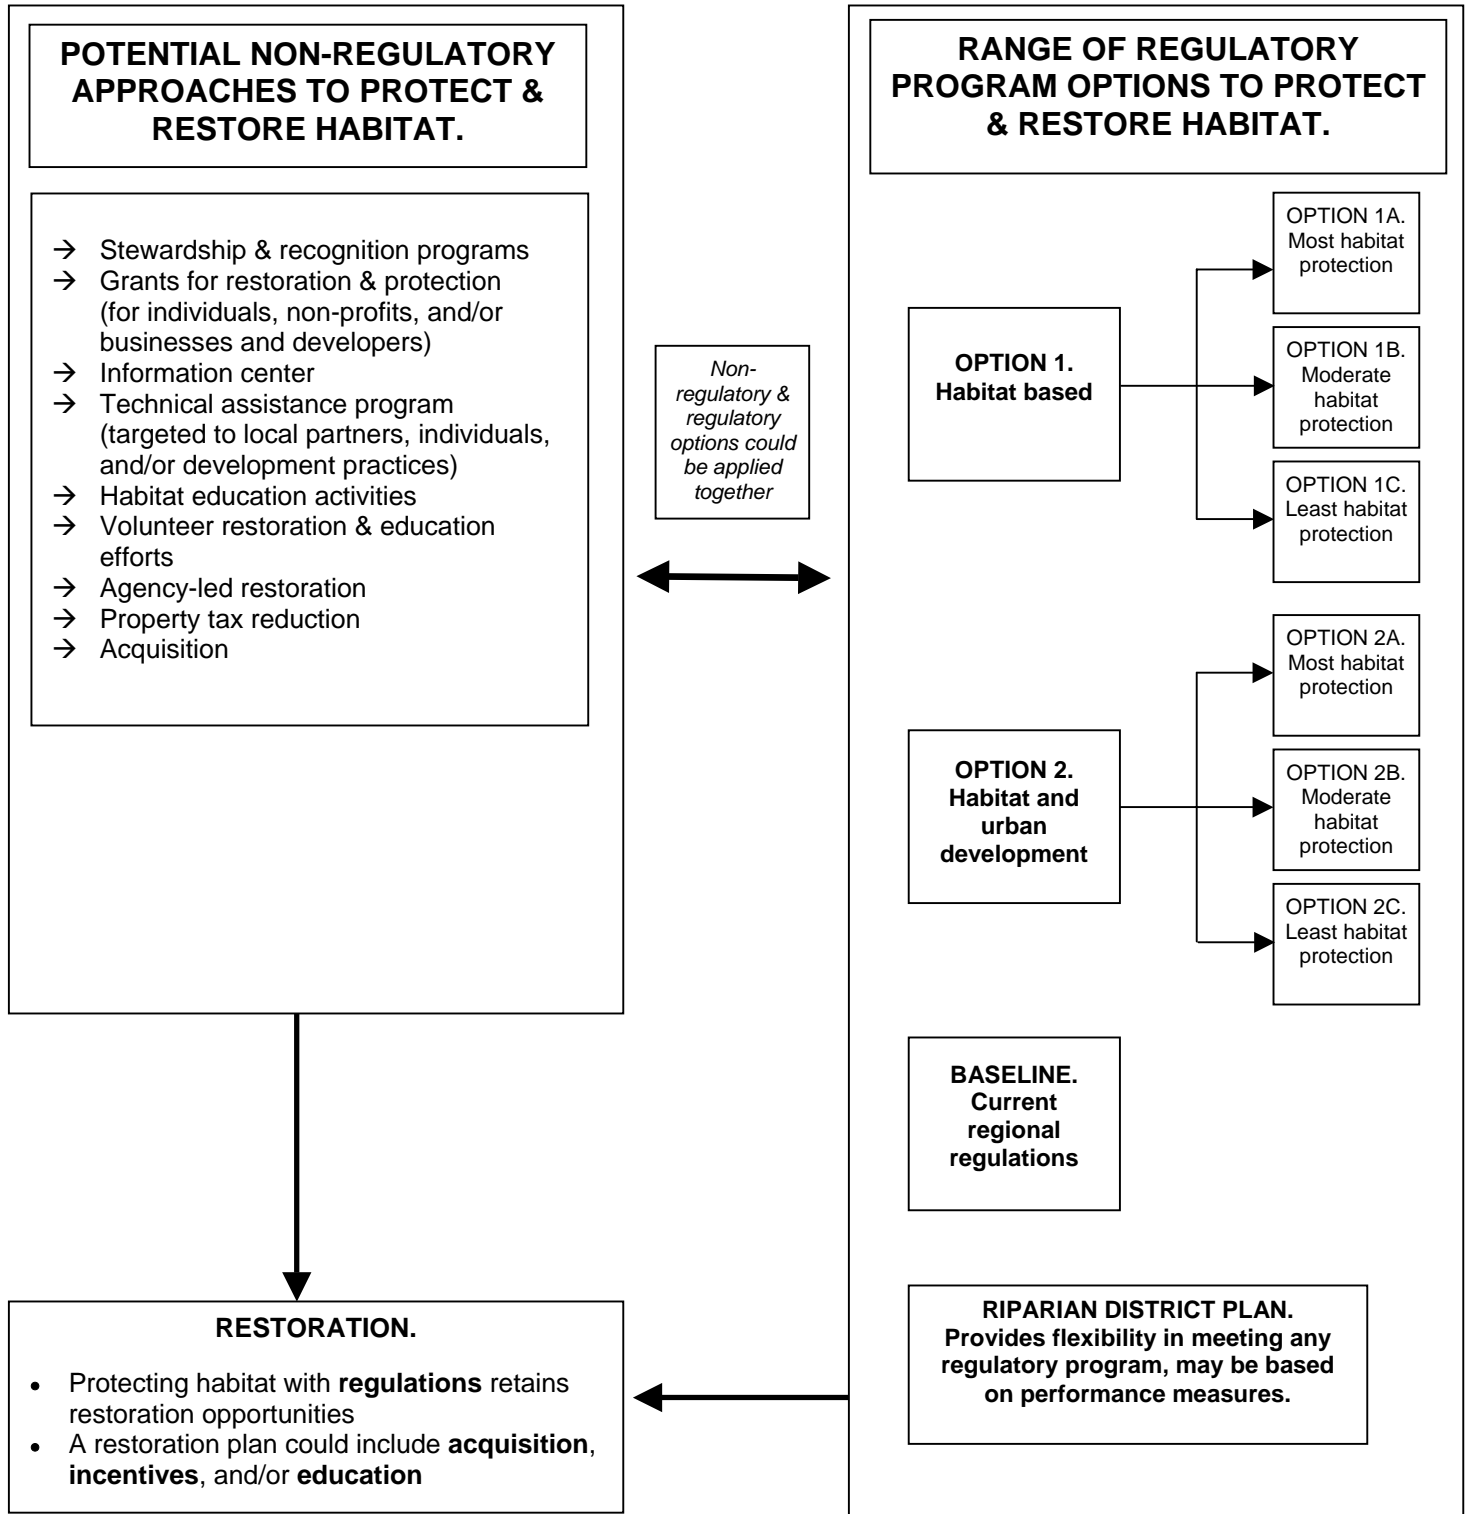 POTENTIAL NON-REGULATORY
APPROACHES TO PROTECT &
RESTORE HABITAT.
→ Stewardship & recognition programs
→ Grants for restoration & protection
(for individuals, non-profits, and/or
businesses and developers)
→ Information center
→ Technical assistance program
(targeted to local partners, individuals,
and/or development practices)
→ Habitat education activities
→ Volunteer restoration & education
efforts
→ Agency-led restoration
→ Property tax reduction
→ Acquisition
Non-
regulatory &
regulatory
options could
be applied
together
RANGE OF REGULATORY
PROGRAM OPTIONS TO PROTECT
& RESTORE HABITAT.
OPTION 1.
Habitat based
OPTION 1A.
Most habitat
protection
OPTION 1B.
Moderate
habitat
protection
OPTION 1C.
Least habitat
protection
OPTION 2.
Habitat and
urban
development
OPTION 2A.
Most habitat
protection
OPTION 2B.
Moderate
habitat
protection
OPTION 2C.
Least habitat
protection
BASELINE.
Current
regional
regulations
RIPARIAN DISTRICT PLAN.
Provides flexibility in meeting any
regulatory program, may be based
on performance measures.
RESTORATION.
• Protecting habitat with regulations retains
restoration opportunities
• A restoration plan could include acquisition,
incentives, and/or education